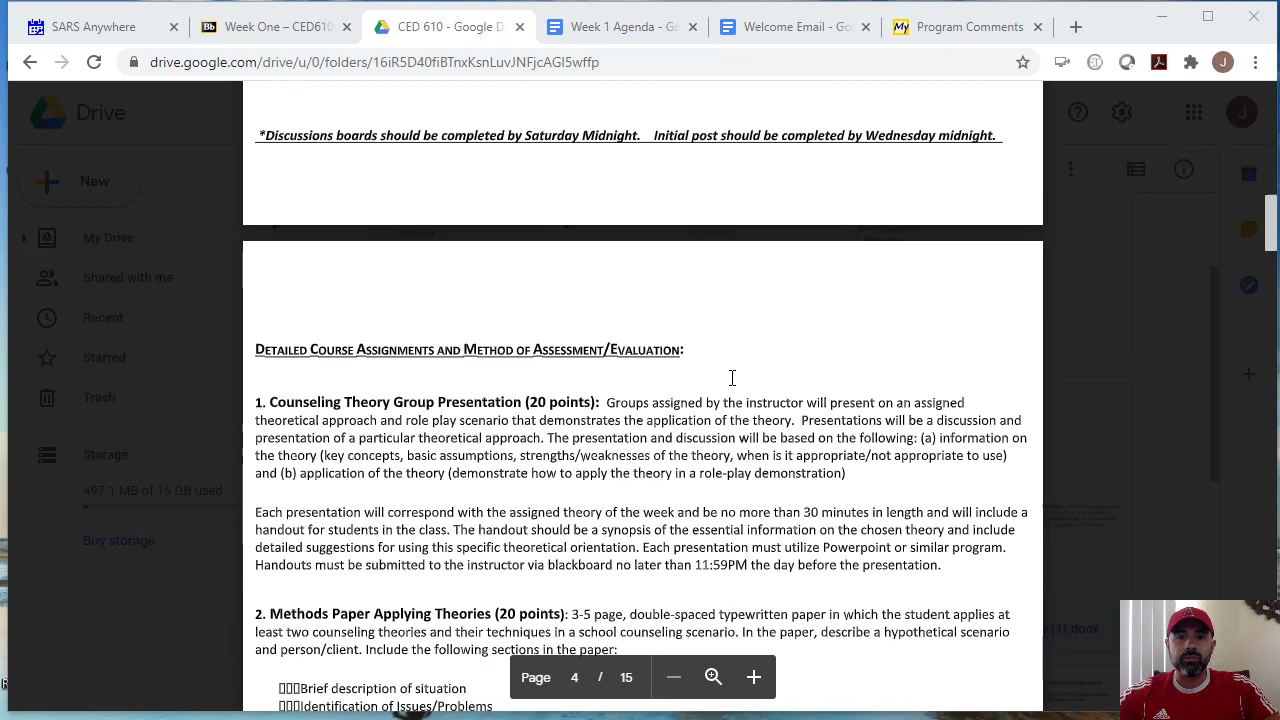 SARS Anywhere
Bb Week One – CED610
CED 610 - Google D
Week 1 Agenda - Go
Welcome Email - Go
My Program Comments
drive.google.com/drive/u/0/folders/16iR5D40fiBTnxKsnLuvJNFjcAGI5wffp
J
Drive
J
*Discussions boards should be completed by Saturday Midnight. Initial post should be completed by Wednesday midnight.
New
My Drive
Shared with me
Recent
Starred
Trash
Storage
497.1 MB of 15 GB used
Buy storage
DETAILED COURSE ASSIGNMENTS AND METHOD OF ASSESSMENT/EVALUATION:
1. Counseling Theory Group Presentation (20 points): Groups assigned by the instructor will present on an assigned
theoretical approach and role play scenario that demonstrates the application of the theory. Presentations will be a discussion and
presentation of a particular theoretical approach. The presentation and discussion will be based on the following: (a) information on
the theory (key concepts, basic assumptions, strengths/weaknesses of the theory, when is it appropriate/not appropriate to use)
and (b) application of the theory (demonstrate how to apply the theory in a role-play demonstration)
Each presentation will correspond with the assigned theory of the week and be no more than 30 minutes in length and will include a
handout for students in the class. The handout should be a synopsis of the essential information on the chosen theory and include
detailed suggestions for using this specific theoretical orientation. Each presentation must utilize Powerpoint or similar program.
Handouts must be submitted to the instructor via blackboard no later than 11:59PM the day before the presentation.
2. Methods Paper Applying Theories (20 points): 3-5 page, double-spaced typewritten paper in which the student applies at
least two counseling theories and their techniques in a school counseling scenario. In the paper, describe a hypothetical scenario
and person/client. Include the following sections in the paper:
Brief description of situation
Identification of Issues/Problems
Page 4 / 15
(1).docx